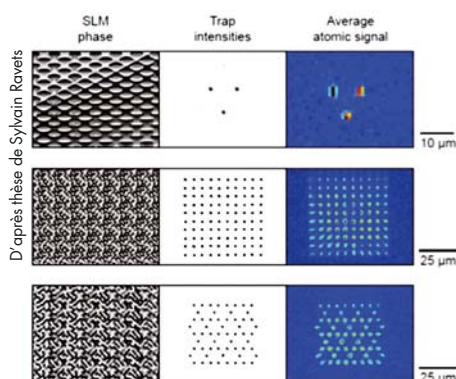 SLM
phase
Trap
intensities
Average
atomic signal
D'après thèse de Sylvain Ravets
10 µm
25 µm
25 µm